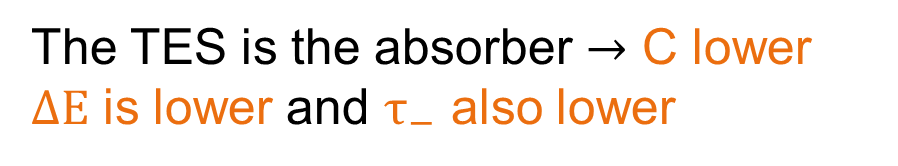 The TES is the absorber → C lower
ΔE is lower and τ₋ also lower